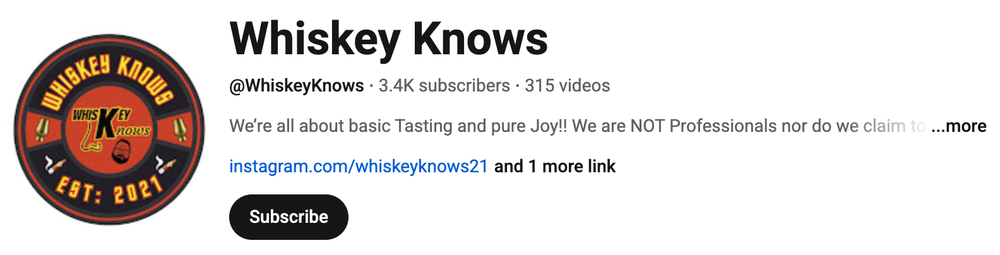 WHISKEY KNOWS
WHISKEY
Knows
EST: 2021
Whiskey Knows
@WhiskeyKnows · 3.4K subscribers · 315 videos
We’re all about basic Tasting and pure Joy!! We are NOT Professionals nor do we claim to ...more
instagram.com/whiskeyknows21 and 1 more link
Subscribe